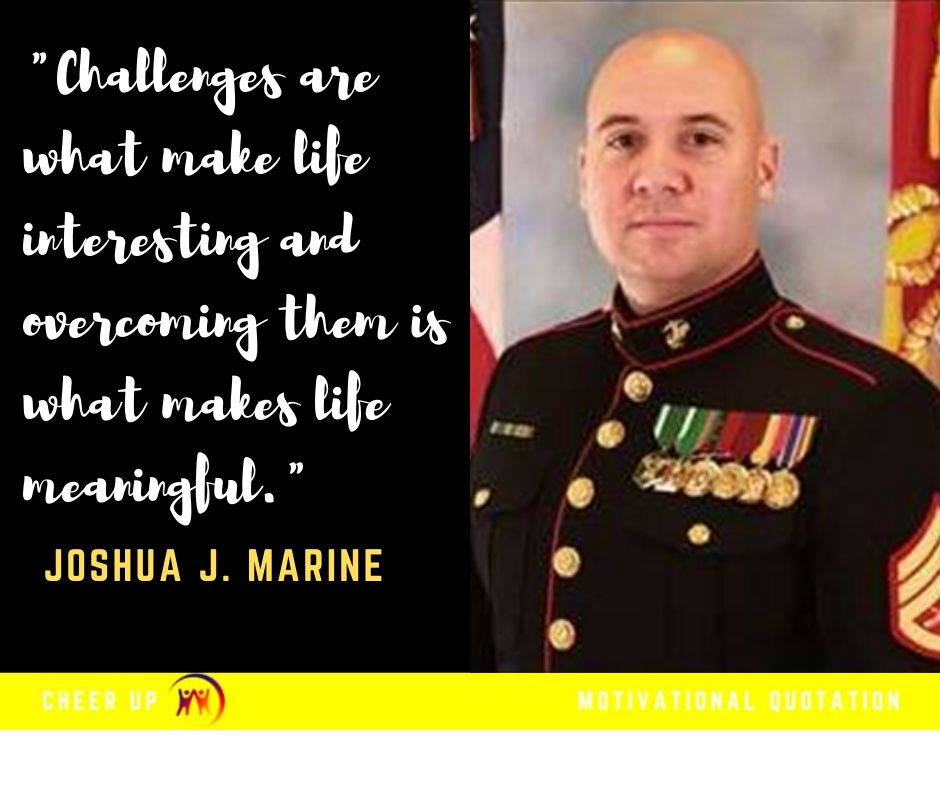 "Challenges are
what make life
interesting and
overcoming them is
what makes life
meaningful."
JOSHUA J. MARINE
CHEER UP
MOTIVATIONAL QUOTATION